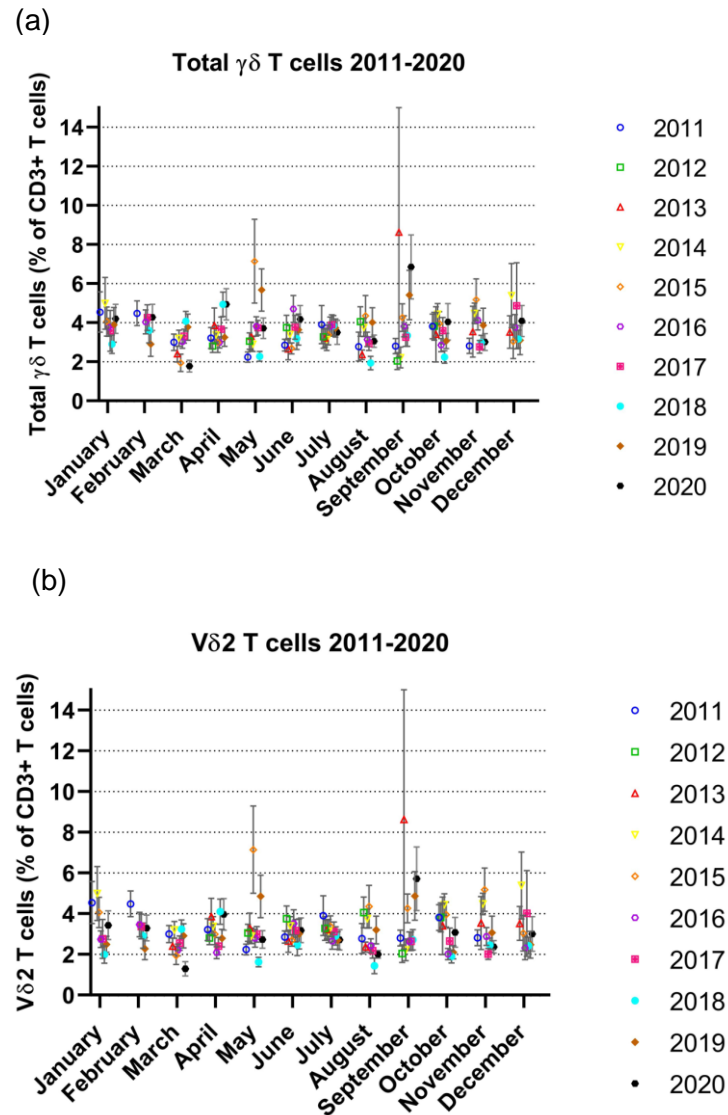 (a)
Total γδ T cells 2011-2020
Total γδ T cells (% of CD3+ T cells)
14
12
10
8
6
4
2
0
January
February
March
April
May
June
July
August
September
October
November
December
2011
2012
2013
2014
2015
2016
2017
2018
2019
2020
(b)
Vδ2 T cells 2011-2020
Vδ2 T cells (% of CD3+ T cells)
14
12
10
8
6
4
2
0
January
February
March
April
May
June
July
August
September
October
November
December
2011
2012
2013
2014
2015
2016
2017
2018
2019
2020